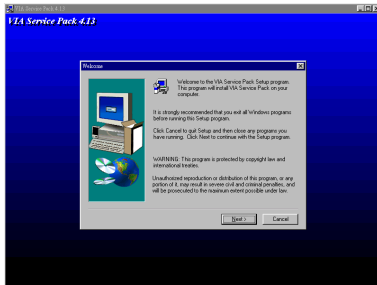 VIA Service Pack 4.13
VIA Service Pack 4.13
Welcome
Welcome to the VIA Service Pack Setup program.
This program will install VIA Service Pack on your
computer.
It is strongly recommended that you exit all Windows programs
before running this Setup program.
Click Cancel to quit Setup and then close any programs you
have running. Click Next to continue with the Setup program.
WARNING: This program is protected by copyright law and
international treaties.
Unauthorized reproduction or distribution of this program, or any
portion of it, may result in severe civil and criminal penalties, and
will be prosecuted to the maximum extent possible under law.
Next > Cancel